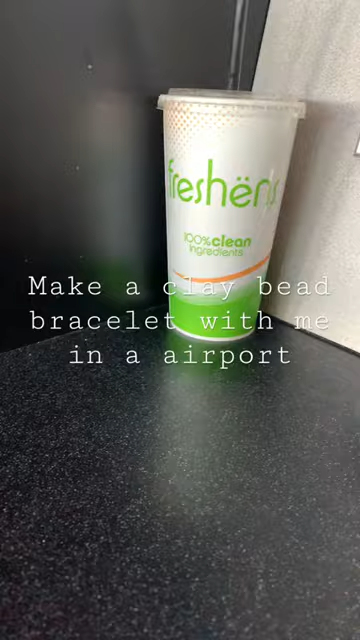 freshëns
100%clean
ingredients
Make a clay bead
bracelet with me
in a airport